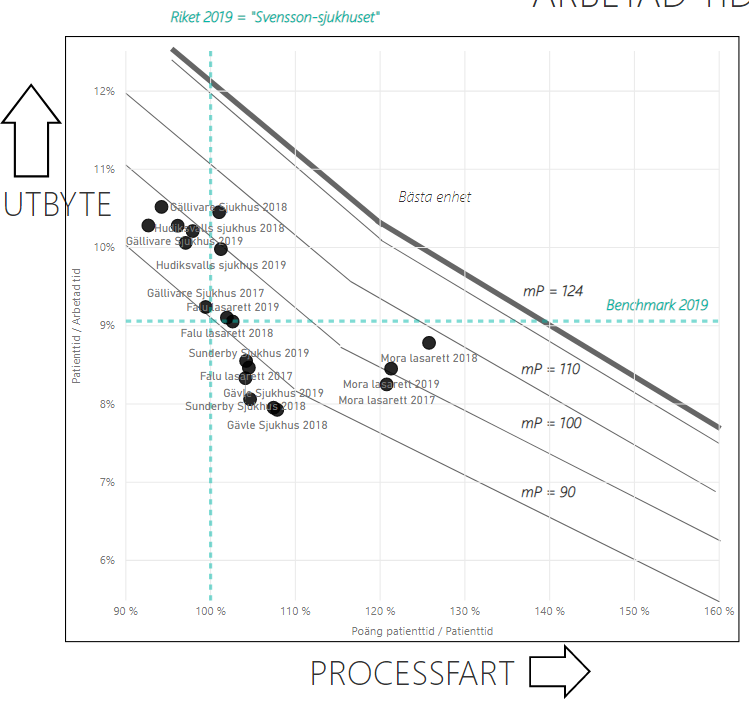 ARBETAD TID
Riket 2019 = "Svensson-sjukhuset"
12%
11%
10%
9%
8%
7%
6%
UTBYTE
Patienttid / Arbetad tid
Bästa enhet
mP = 124
Benchmark 2019
mP = 110
mP = 100
mP = 90
Gällivare Sjukhus 2018
Hudiksvalls sjukhus 2018
Gällivare Sjukhus 2019
Hudiksvalls sjukhus 2019
Gällivare Sjukhus 2017
Falu lasarett 2019
Falu lasarett 2018
Sunderby Sjukhus 2019
Mora lasarett 2018
Falu lasarett 2017
Mora lasarett 2019
Gävle Sjukhus 2019
Mora lasarett 2017
Sunderby Sjukhus 2018
Gävle Sjukhus 2018
90 %
100 %
110 %
120 %
130 %
140 %
150 %
160 %
Poäng patienttid / Patienttid
PROCESSFART